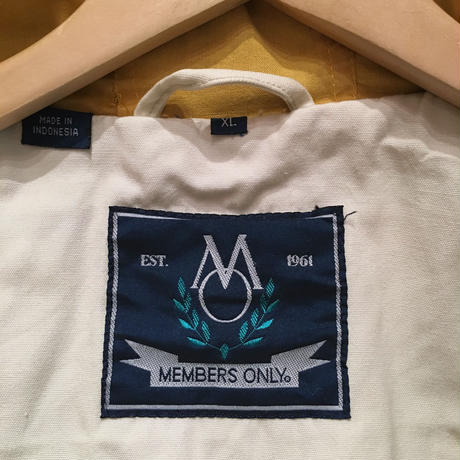 MADE IN
INDONESIA
XL
EST. 1961
MO
MEMBERS ONLY®